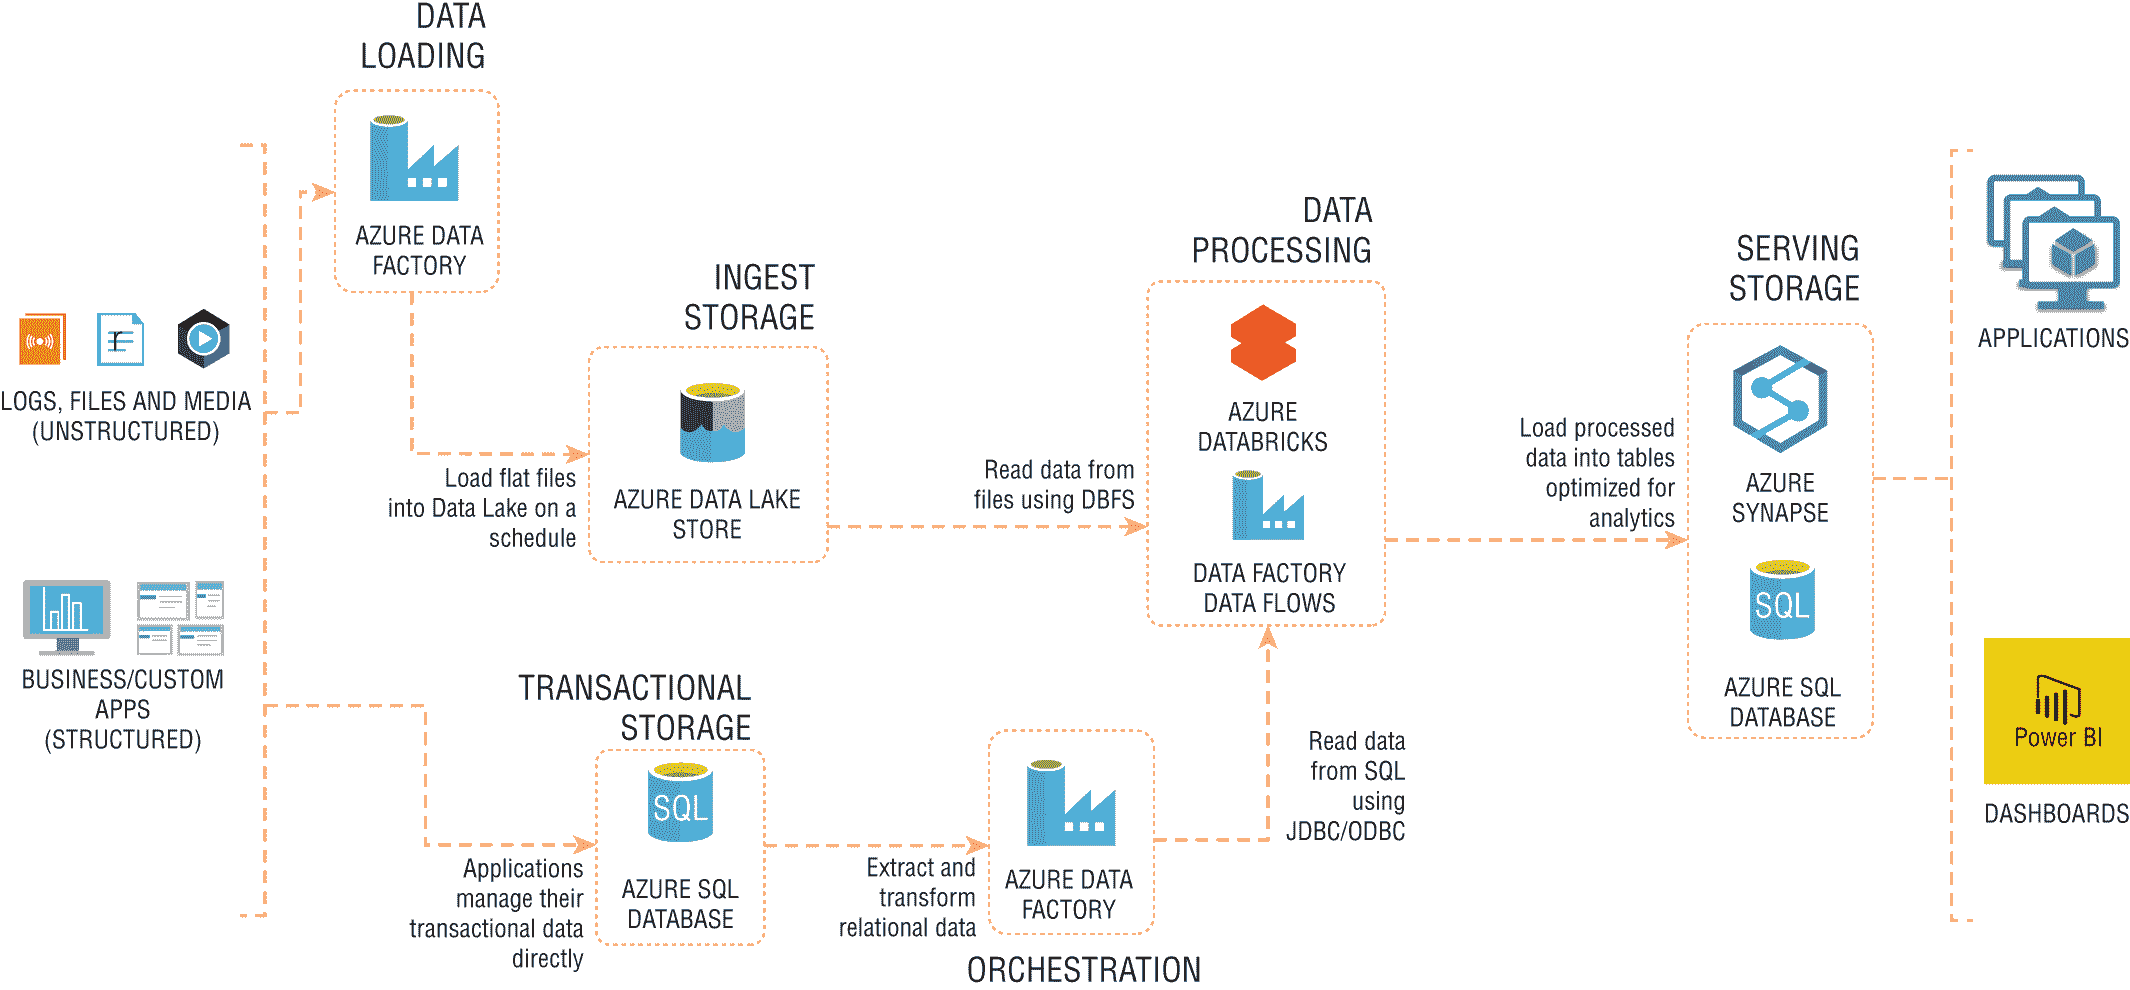 DATA
LOADING
AZURE DATA
FACTORY
LOGS, FILES AND MEDIA
(UNSTRUCTURED)
BUSINESS/CUSTOM
APPS
(STRUCTURED)
Load flat files
into Data Lake on a
schedule
INGEST
STORAGE
AZURE DATA LAKE
STORE
Read data from
files using DBFS
TRANSACTIONAL
STORAGE
SQL
AZURE SQL
DATABASE
Applications
manage their
transactional data
directly
Extract and
transform
relational data
AZURE DATA
FACTORY
ORCHESTRATION
Read data
from SQL
using
JDBC/ODBC
DATA
PROCESSING
AZURE
DATABRICKS
DATA FACTORY
DATA FLOWS
Load processed
data into tables
optimized for
analytics
SERVING
STORAGE
AZURE
SYNAPSE
SQL
AZURE SQL
DATABASE
APPLICATIONS
Power BI
DASHBOARDS